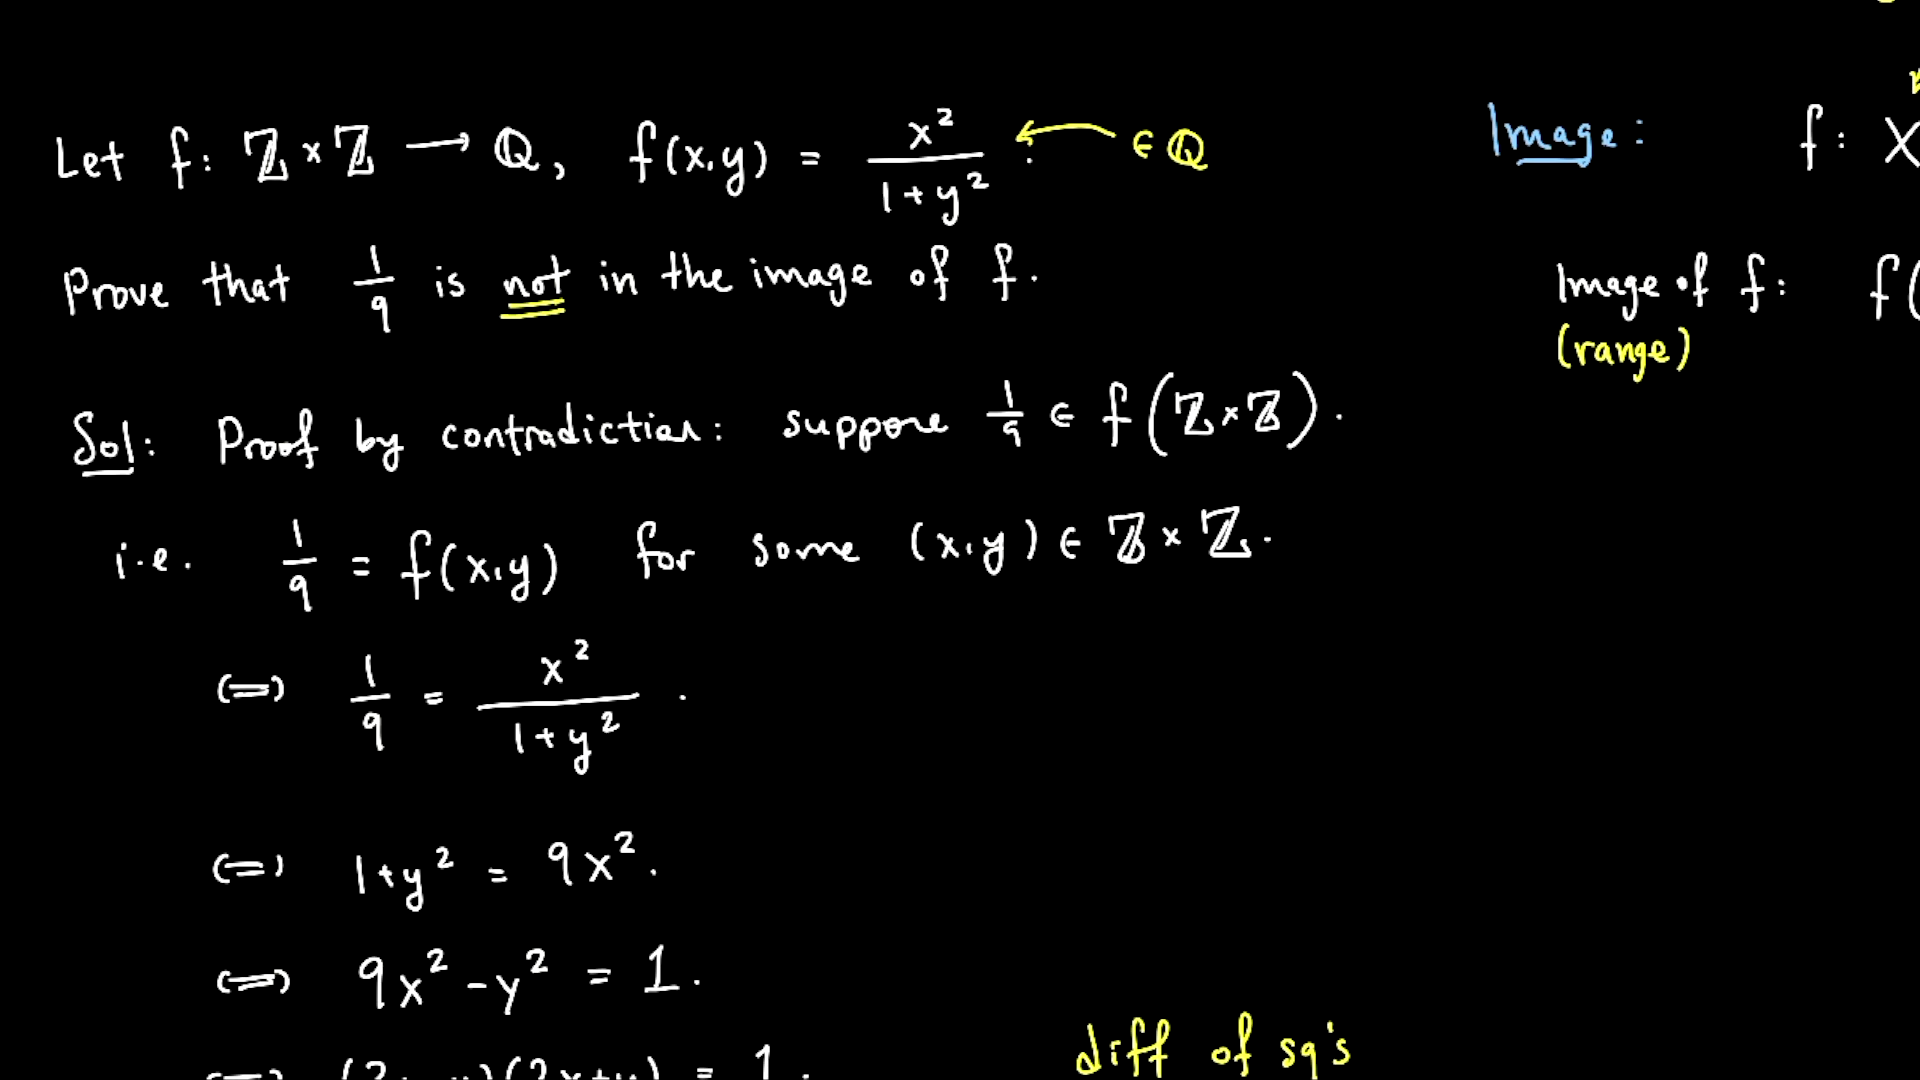 Let f: ℤ × ℤ ⟶ ℚ, f(x,y) = x² / (1+y²) . ← ∈ ℚ
Prove that 1/9 is not in the image of f.
Sol: Proof by contradiction: suppose 1/9 ∈ f(ℤ×ℤ).
i.e. 1/9 = f(x,y) for some (x,y) ∈ ℤ × ℤ.
⟺ 1/9 = x² / (1+y²) .
⟺ 1+y² = 9x².
⟺ 9x² - y² = 1.
= 1.
diff of sq's
Image: f: X
Image of f: f(
(range)